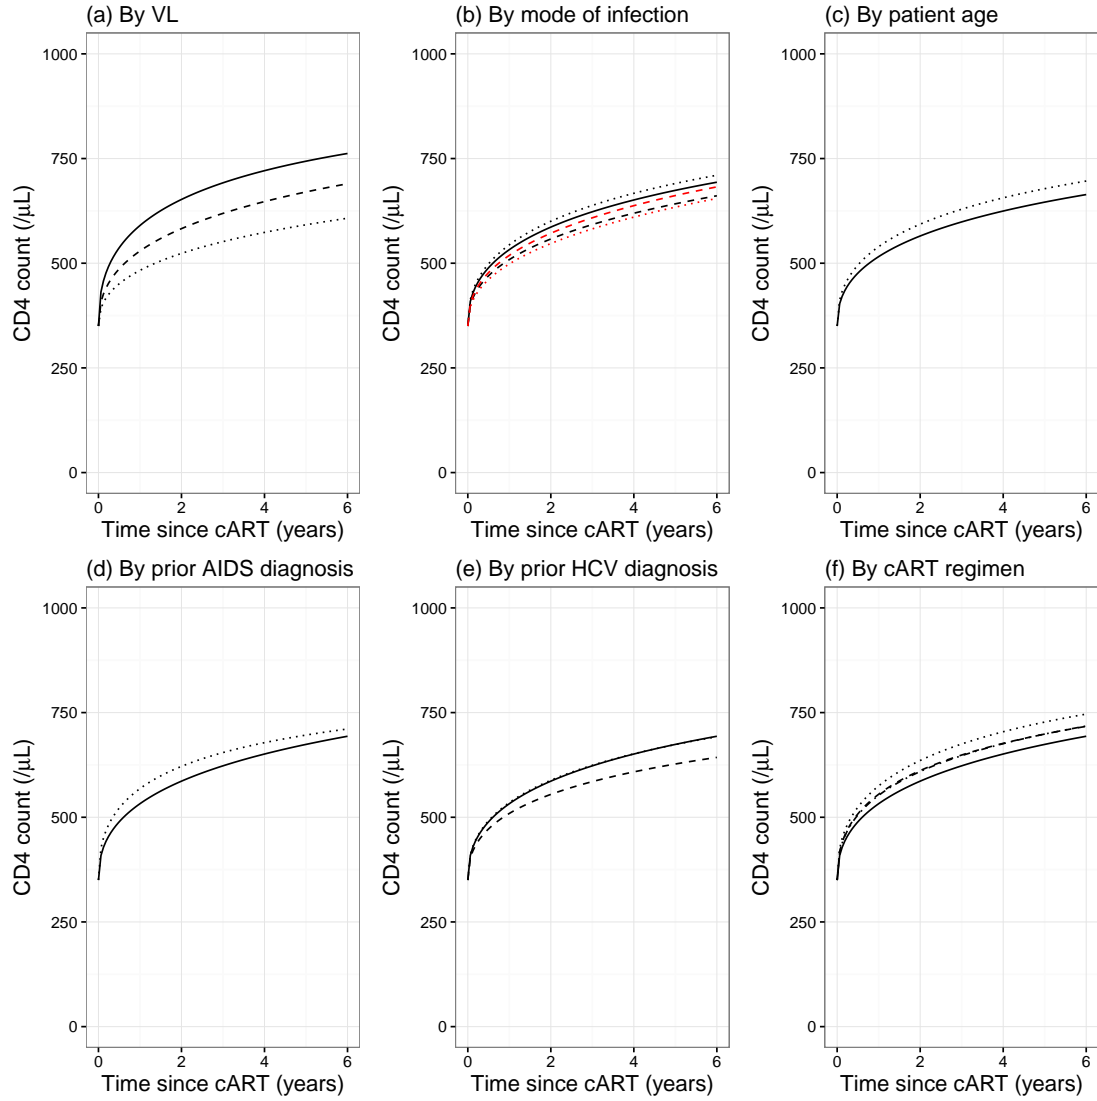 (a) By VL
(b) By mode of infection
(c) By patient age
1000
750
500
250
0
CD4 count (/μL)
0 2 4 6
Time since cART (years)
1000
750
500
250
0
CD4 count (/μL)
0 2 4 6
Time since cART (years)
1000
750
500
250
0
CD4 count (/μL)
0 2 4 6
Time since cART (years)
(d) By prior AIDS diagnosis
(e) By prior HCV diagnosis
(f) By cART regimen
1000
750
500
250
0
CD4 count (/μL)
0 2 4 6
Time since cART (years)
1000
750
500
250
0
CD4 count (/μL)
0 2 4 6
Time since cART (years)
1000
750
500
250
0
CD4 count (/μL)
0 2 4 6
Time since cART (years)